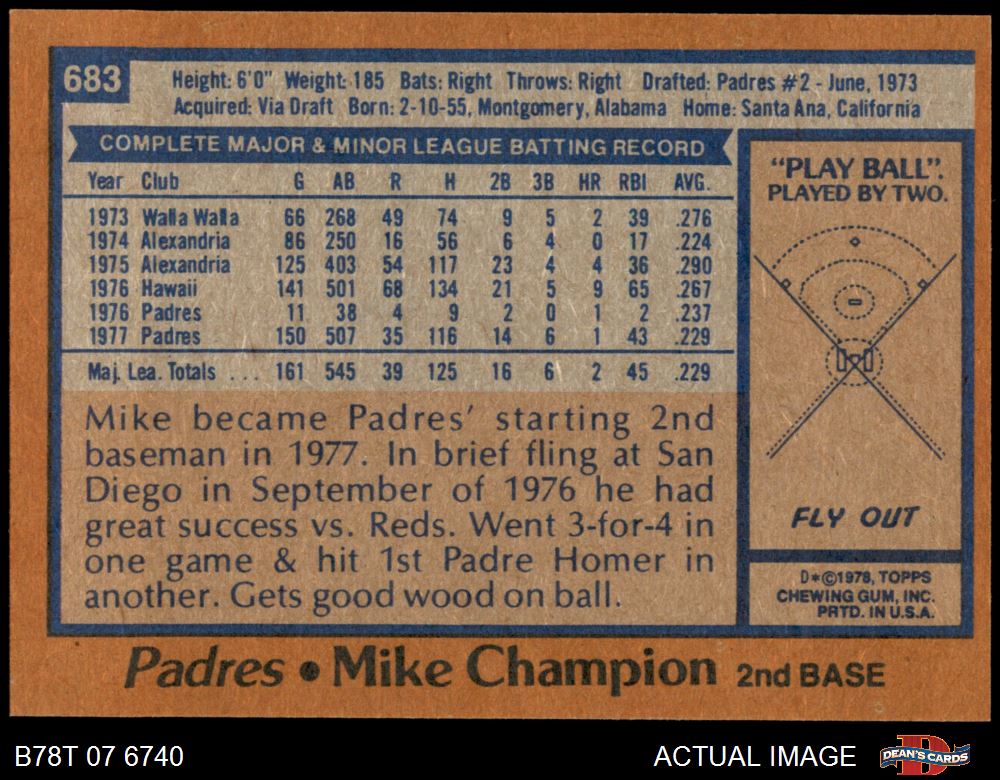 683
Height: 6'0" Weight: 185 Bats: Right Throws: Right Drafted: Padres #2 - June, 1973
Acquired: Via Draft Born: 2-10-55, Montgomery, Alabama Home: Santa Ana, California
COMPLETE MAJOR & MINOR LEAGUE BATTING RECORD
Year Club G AB R H 2B 3B HR RBI AVG.
1973 Walla Walla 66 268 49 74 9 5 2 39 .276
1974 Alexandria 86 250 16 56 6 4 0 17 .224
1975 Alexandria 125 403 54 117 23 4 4 36 .290
1976 Hawaii 141 501 68 134 21 5 9 65 .267
1976 Padres 11 38 4 9 2 0 1 2 .237
1977 Padres 150 507 35 116 14 6 1 43 .229
Maj. Lea. Totals ... 161 545 39 125 16 6 2 45 .229
Mike became Padres' starting 2nd
baseman in 1977. In brief fling at San
Diego in September of 1976 he had
great success vs. Reds. Went 3-for-4 in
one game & hit 1st Padre Homer in
another. Gets good wood on ball.
"PLAY BALL".
PLAYED BY TWO.
FLY OUT
D*©1978, TOPPS
CHEWING GUM, INC.
PRTD. IN U.S.A.
Padres • Mike Champion 2nd BASE
B78T 07 6740
ACTUAL IMAGE
D
DEAN'S CARDS